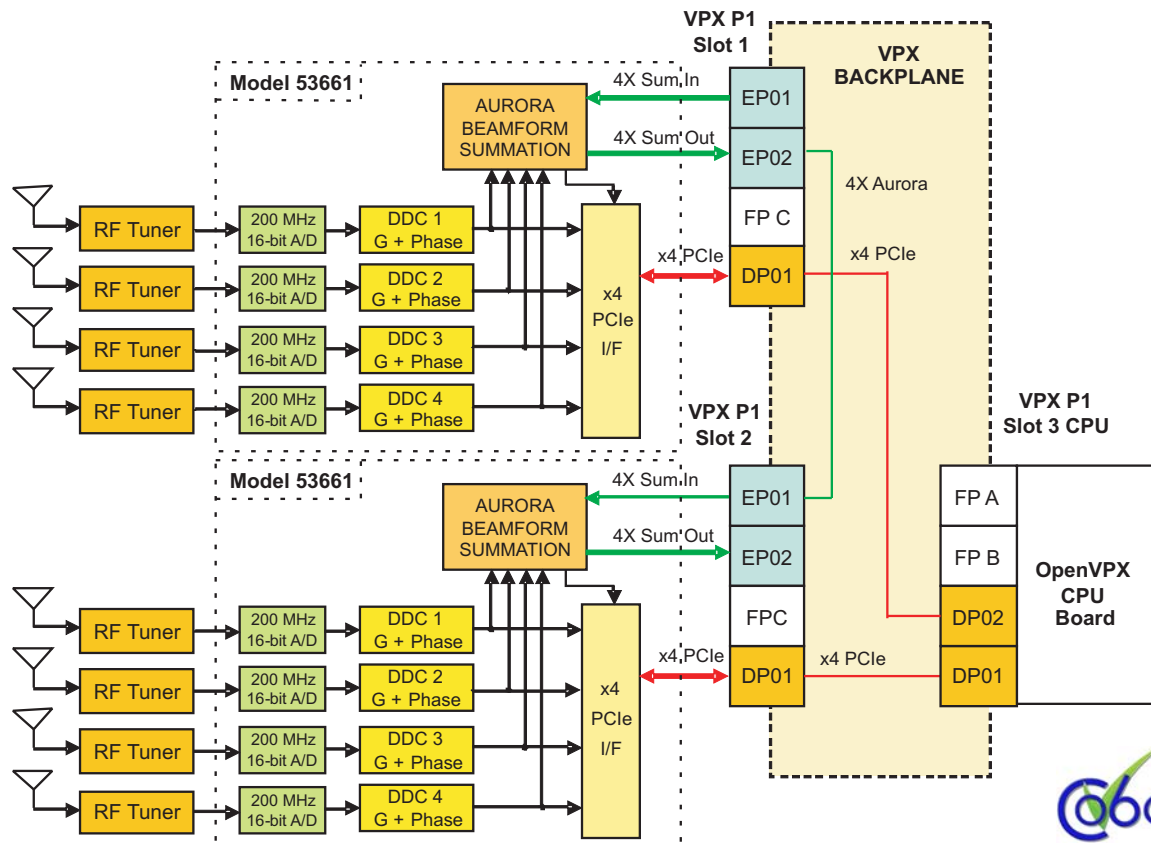 VPX P1
Slot 1
VPX
BACKPLANE
Model 53661
AURORA
BEAMFORM
SUMMATION
4X Sum In
4X Sum Out
EP01
EP02
FP C
DP01
4X Aurora
x4 PCIe
x4 PCIe
RF Tuner
200 MHz
16-bit A/D
DDC 1
G + Phase
RF Tuner
200 MHz
16-bit A/D
DDC 2
G + Phase
RF Tuner
200 MHz
16-bit A/D
DDC 3
G + Phase
RF Tuner
200 MHz
16-bit A/D
DDC 4
G + Phase
x4
PCIe
I/F
VPX P1
Slot 2
VPX P1
Slot 3 CPU
Model 53661
AURORA
BEAMFORM
SUMMATION
4X Sum In
4X Sum Out
EP01
EP02
FPC
DP01
x4 PCIe
x4 PCIe
FP A
FP B
DP02
DP01
OpenVPX
CPU
Board
RF Tuner
200 MHz
16-bit A/D
DDC 1
G + Phase
RF Tuner
200 MHz
16-bit A/D
DDC 2
G + Phase
RF Tuner
200 MHz
16-bit A/D
DDC 3
G + Phase
RF Tuner
200 MHz
16-bit A/D
DDC 4
G + Phase
x4
PCIe
I/F